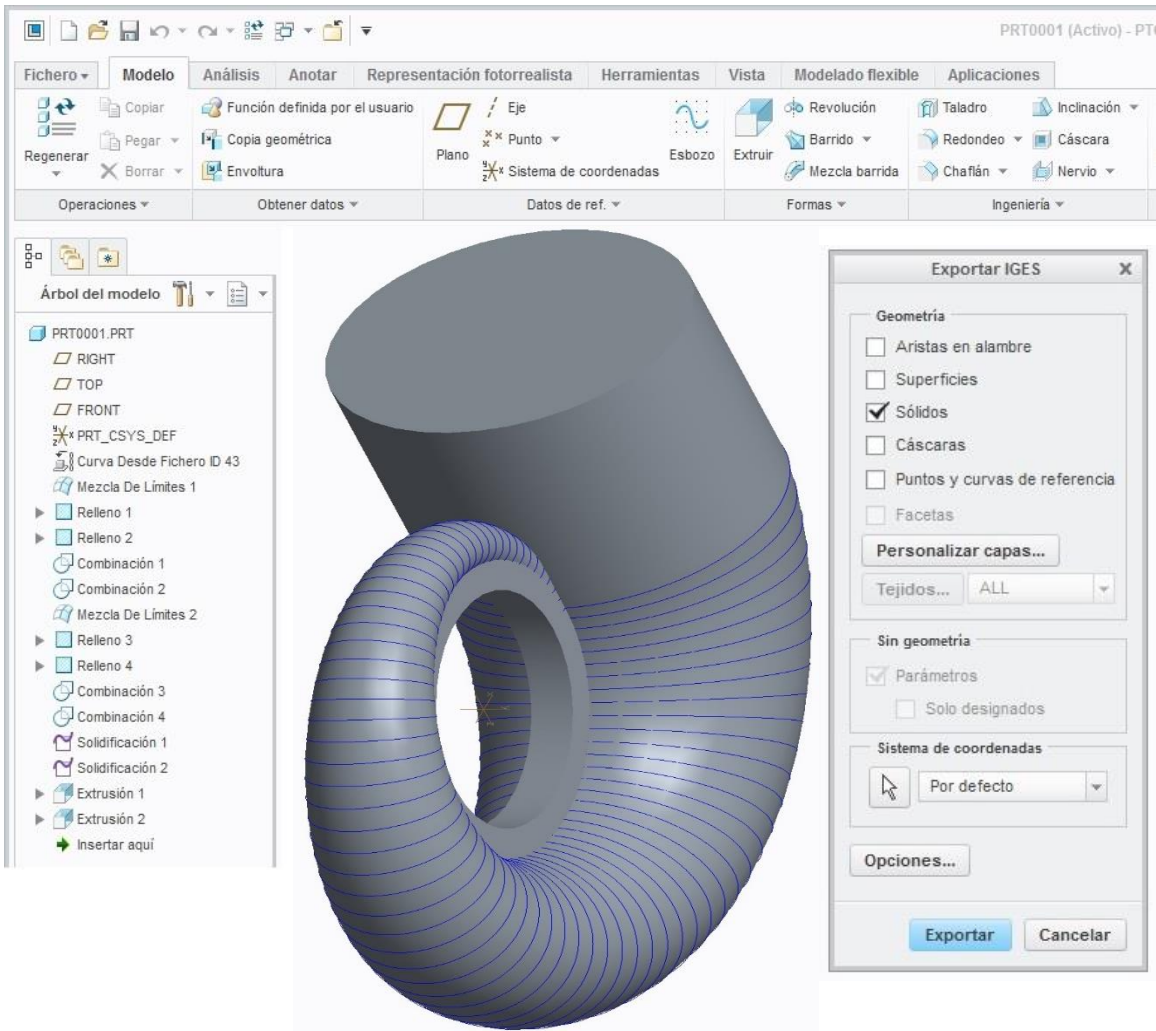 PRT0001 (Activo) - PT
Fichero Modelo Análisis Anotar Representación fotorrealista Herramientas Vista Modelado flexible Aplicaciones
Regenerar
Copiar
Pegar
Borrar
Operaciones
Función definida por el usuario
Copia geométrica
Envoltura
Obtener datos
Plano
Eje
Punto
Sistema de coordenadas
Esbozo
Datos de ref.
Extruir
Revolución
Barrido
Mezcla barrida
Formas
Taladro
Redondeo
Chaflán
Inclinación
Cáscara
Nervio
Ingeniería
Árbol del modelo
PRT0001.PRT
RIGHT
TOP
FRONT
PRT_CSYS_DEF
Curva Desde Fichero ID 43
Mezcla De Límites 1
Relleno 1
Relleno 2
Combinación 1
Combinación 2
Mezcla De Límites 2
Relleno 3
Relleno 4
Combinación 3
Combinación 4
Solidificación 1
Solidificación 2
Extrusión 1
Extrusión 2
Insertar aquí
Exportar IGES X
Geometría
Aristas en alambre
Superficies
Sólidos
Cáscaras
Puntos y curvas de referencia
Facetas
Personalizar capas...
Tejidos... ALL
Sin geometría
Parámetros
Solo designados
Sistema de coordenadas
Por defecto
Opciones...
Exportar Cancelar